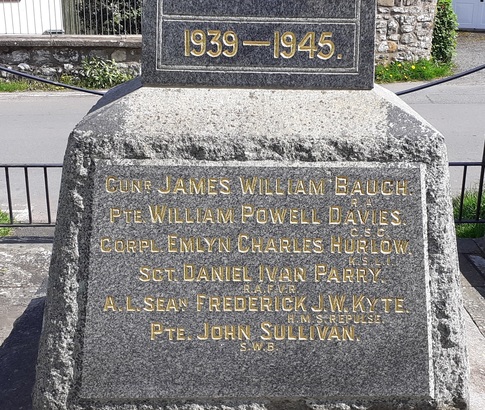 1939—1945.
GUNR JAMES WILLIAM BAUGH.
R.A.
PTE. WILLIAM POWELL DAVIES.
C.S.C.
CORPL. EMLYN CHARLES HURLOW.
K.S.L.I.
SGT. DANIEL IVAN PARRY.
R.A.F.V.R.
A.L. SEAN FREDERICK J.W. KYTE.
H.M.S. REPULSE.
PTE. JOHN SULLIVAN.
S.W.B.